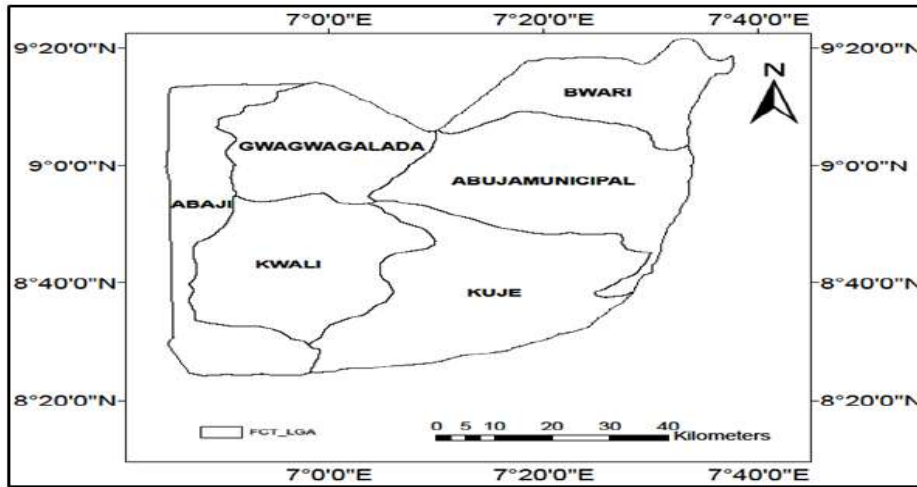 7°0'0"E 7°20'0"E 7°40'0"E
9°20'0"N 9°20'0"N
N
BWARI
GWAGWAGALADA
9°0'0"N 9°0'0"N
ABUJAMUNICIPAL
ABAJI
KWALI
8°40'0"N 8°40'0"N
KUJE
8°20'0"N 8°20'0"N
FCT_LGA
0 5 10 20 30 40
Kilometers
7°0'0"E 7°20'0"E 7°40'0"E